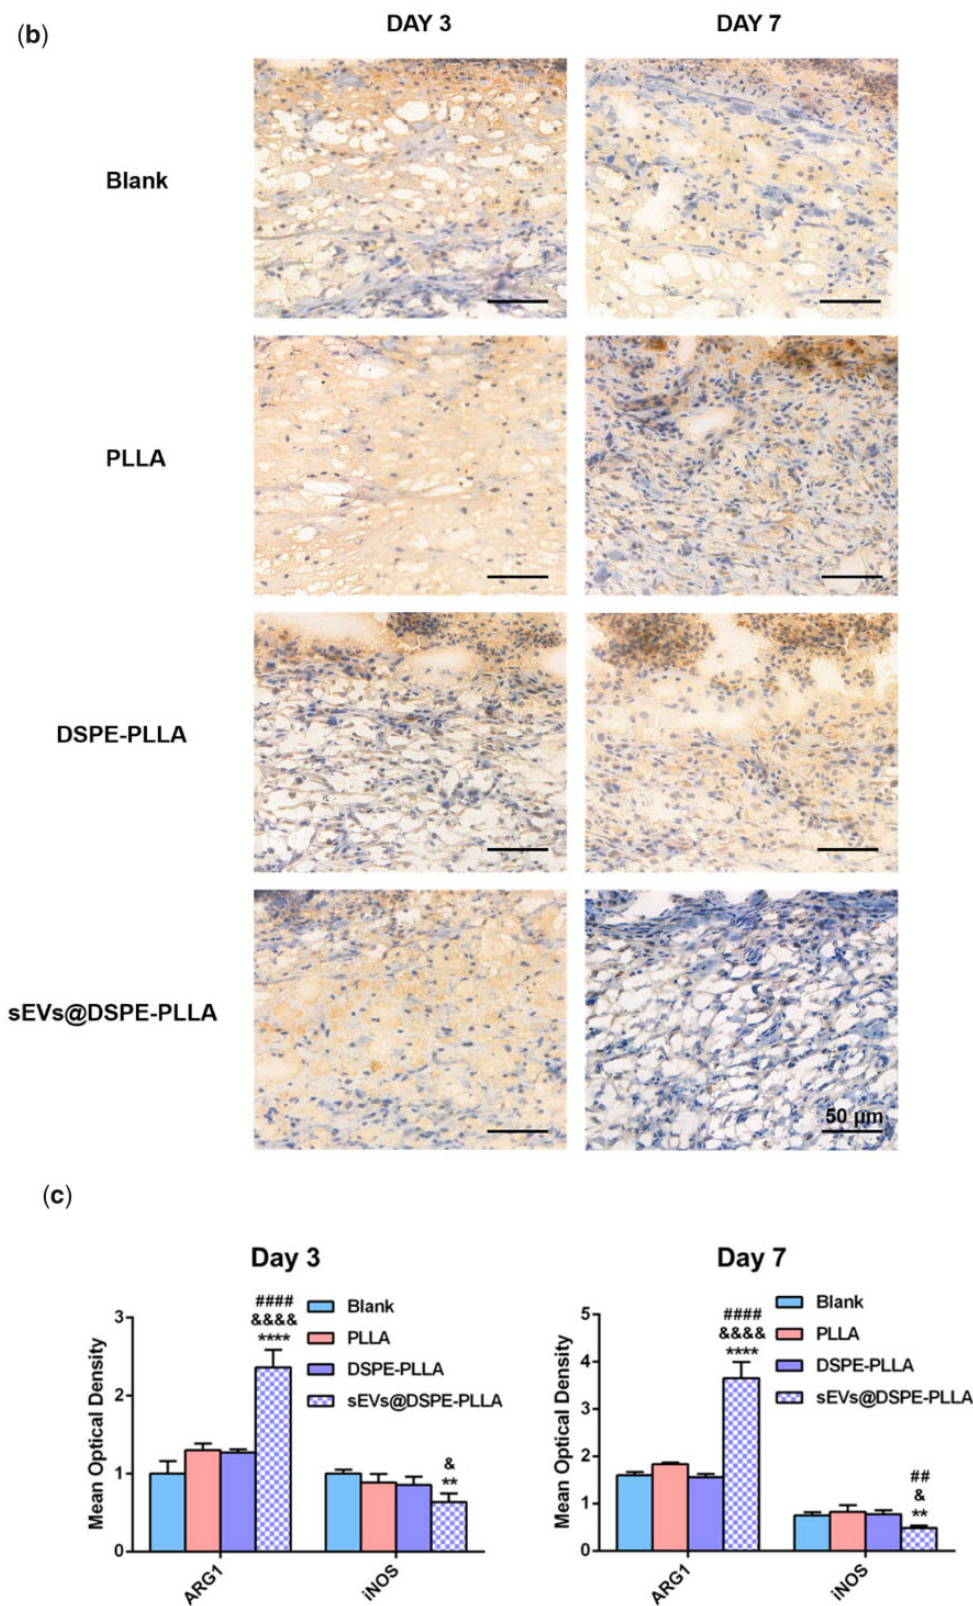 (b)
DAY 3
DAY 7
Blank
PLLA
DSPE-PLLA
sEVs@DSPE-PLLA
50 μm
(c)
Day 3
Mean Optical Density
3
2
1
0
####
&&&&
****
&
**
ARG1
iNOS
Blank
PLLA
DSPE-PLLA
sEVs@DSPE-PLLA
Day 7
Mean Optical Density
5
4
3
2
1
0
####
&&&&
****
##
&
**
ARG1
iNOS
Blank
PLLA
DSPE-PLLA
sEVs@DSPE-PLLA